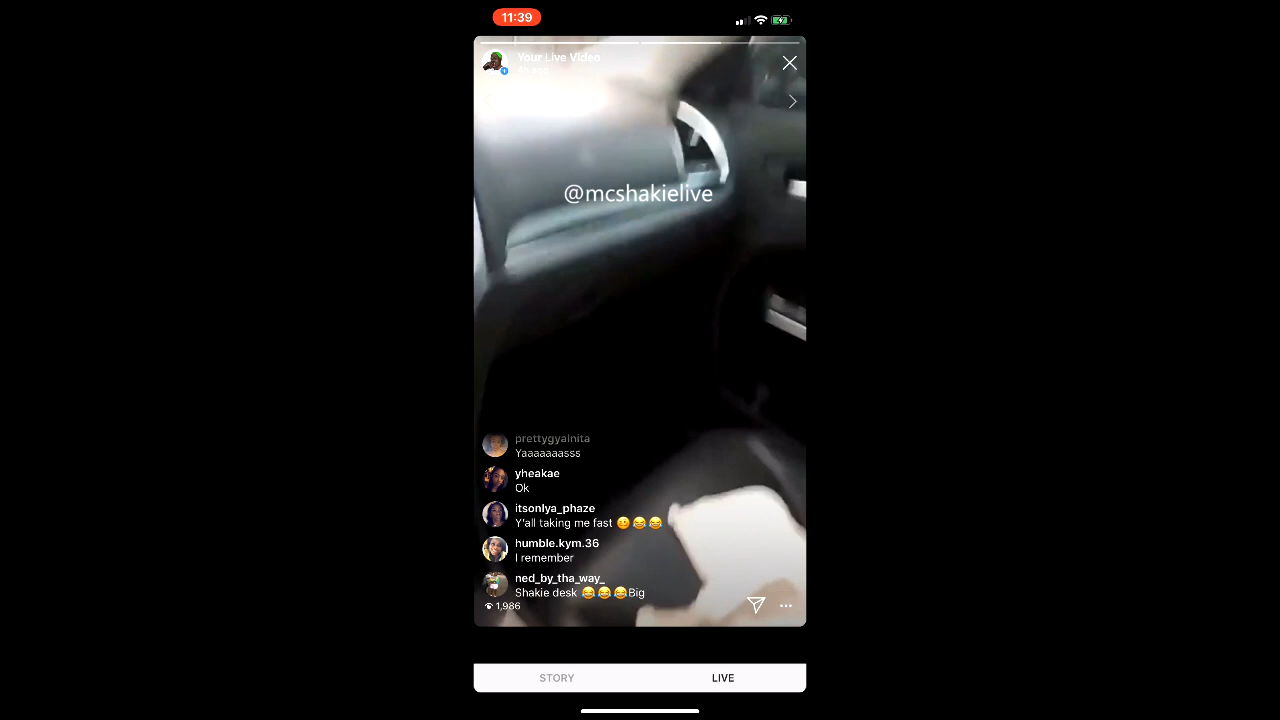 11:39
Your Live Video
@mcshakielive
prettygyalnita
Yaaaaaaasss
yheakae
Ok
itsonlya_phaze
Y'all taking me fast 🥴😂😂
humble.kym.36
I remember
ned_by_tha_way_
Shakie desk 😂😂😂Big
1,986
STORY
LIVE